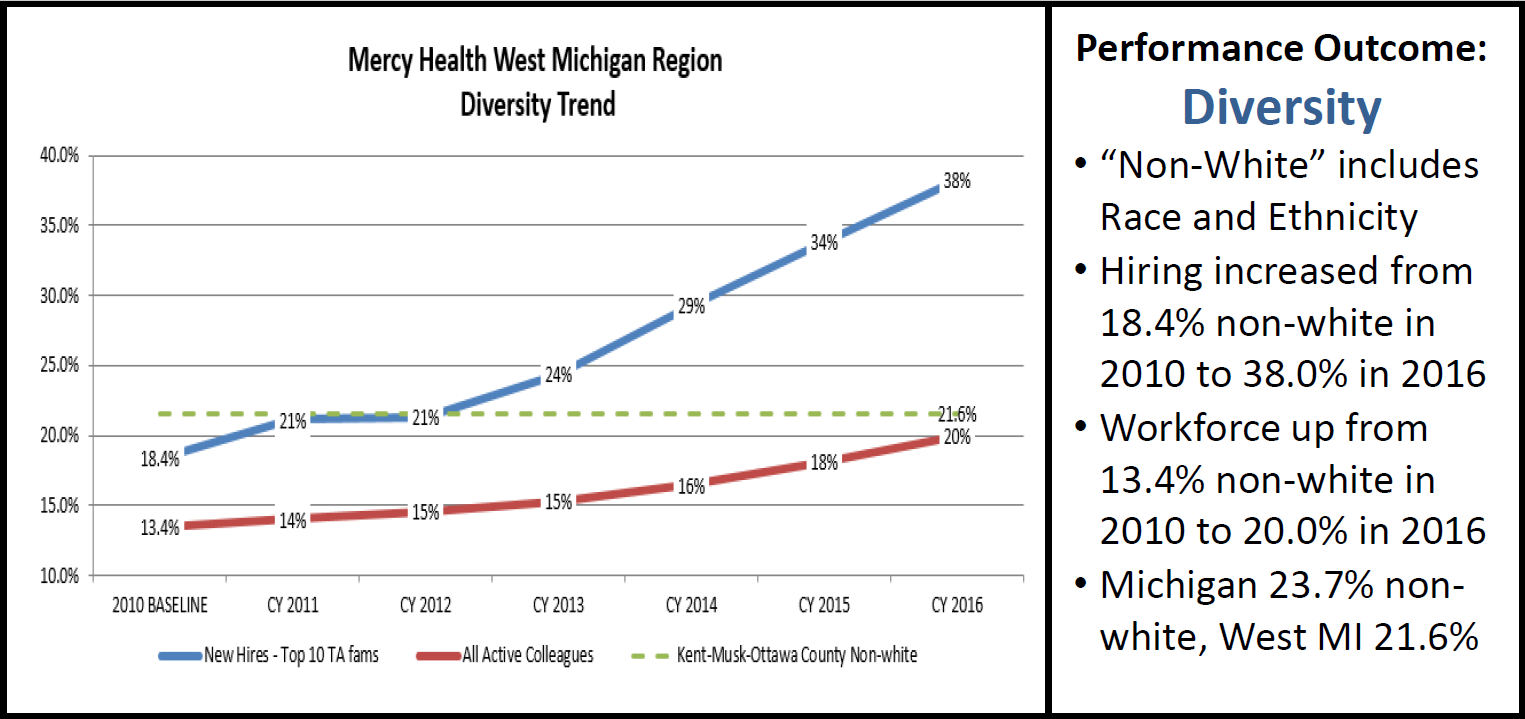 Mercy Health West Michigan Region
Diversity Trend
40.0%
35.0%
30.0%
25.0%
20.0%
15.0%
10.0%
38%
34%
29%
24%
21%
21%
18.4%
21.6%
20%
18%
16%
15%
15%
14%
13.4%
2010 BASELINE CY 2011 CY 2012 CY 2013 CY 2014 CY 2015 CY 2016
New Hires - Top 10 TA fams All Active Colleagues Kent-Musk-Ottawa County Non-white
Performance Outcome:
Diversity
• “Non-White” includes
Race and Ethnicity
• Hiring increased from
18.4% non-white in
2010 to 38.0% in 2016
• Workforce up from
13.4% non-white in
2010 to 20.0% in 2016
• Michigan 23.7% non-
white, West MI 21.6%